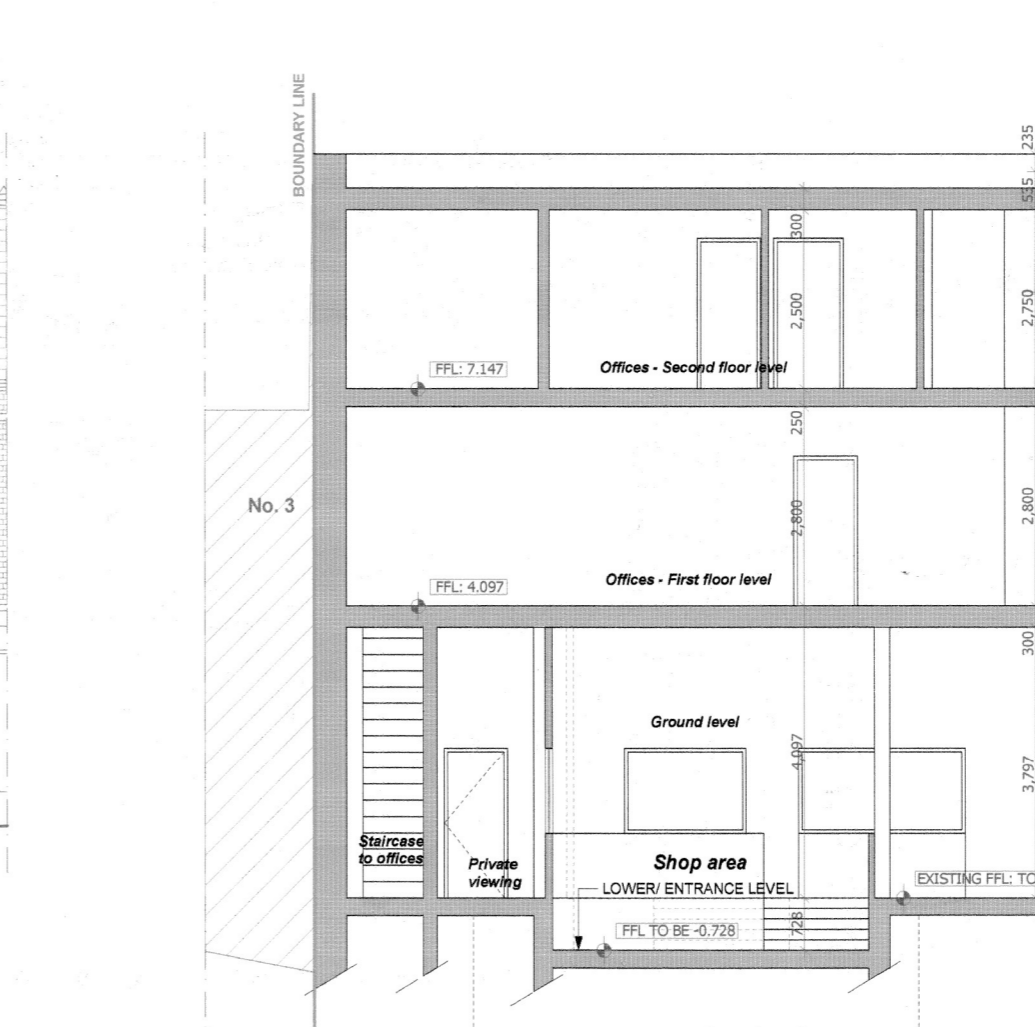 BOUNDARY LINE
235
535
300
2,500
2,750
FFL: 7.147
Offices - Second floor level
250
No. 3
2,800
2,800
Offices - First floor level
FFL: 4.097
300
Ground level
4,097
3,797
Staircase
to offices
Private
viewing
Shop area
LOWER/ ENTRANCE LEVEL
EXISTING FFL: TO
FFL TO BE -0.728
728